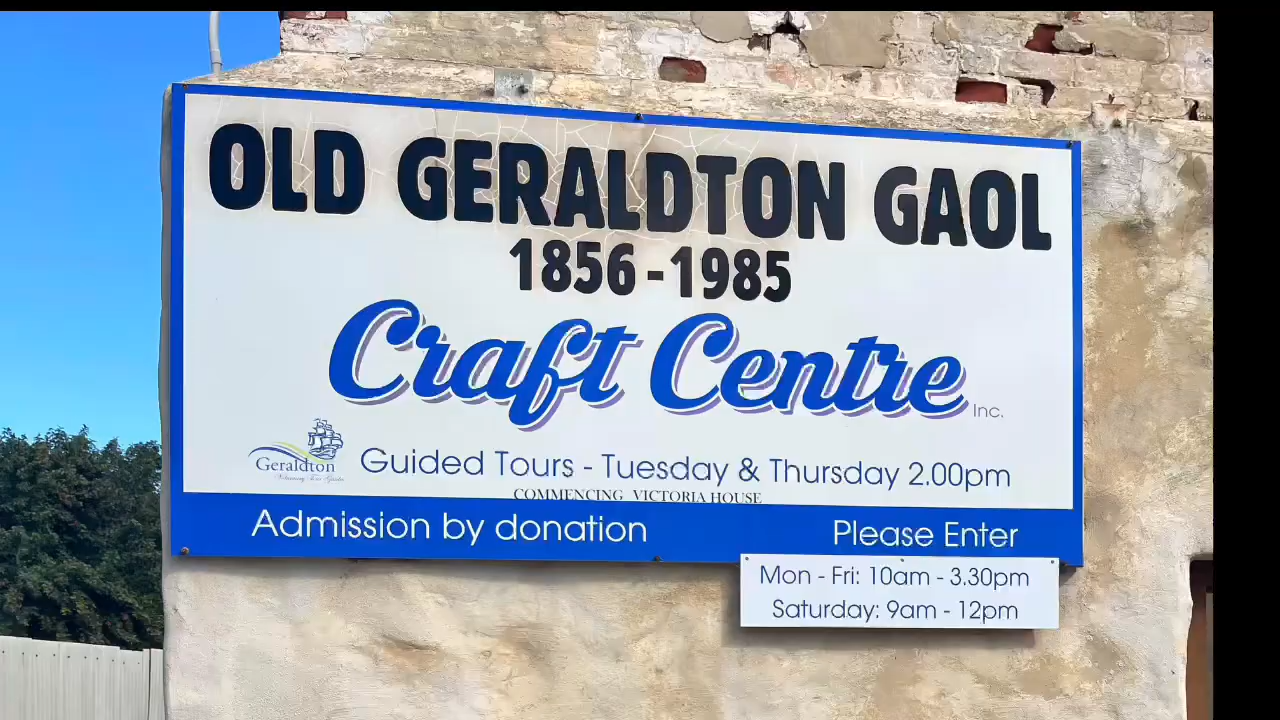 OLD GERALDTON GAOL
1856-1985
Craft Centre Inc.
Geraldton
Guided Tours - Tuesday & Thursday 2.00pm
COMMENCING VICTORIA HOUSE
Admission by donation
Please Enter
Mon - Fri: 10am - 3.30pm
Saturday: 9am - 12pm